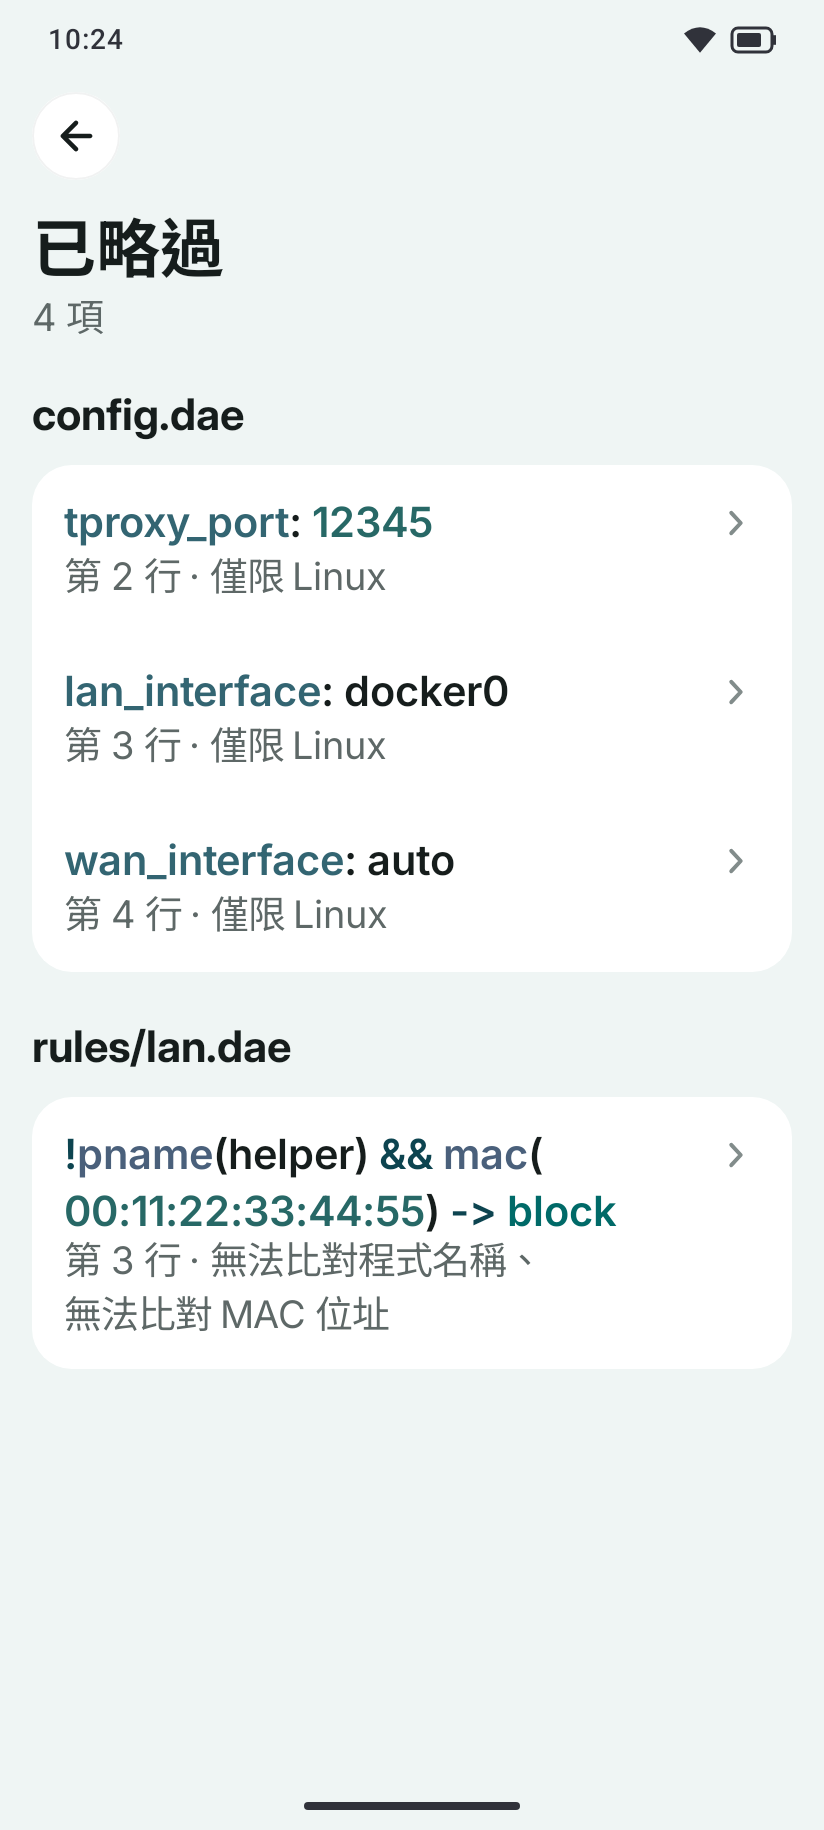 10:24
已略過
4 項
config.dae
tproxy_port: 12345
第 2 行 · 僅限 Linux
lan_interface: docker0
第 3 行 · 僅限 Linux
wan_interface: auto
第 4 行 · 僅限 Linux
rules/lan.dae
!pname(helper) && mac(
00:11:22:33:44:55) -> block
第 3 行 · 無法比對程式名稱、
無法比對 MAC 位址